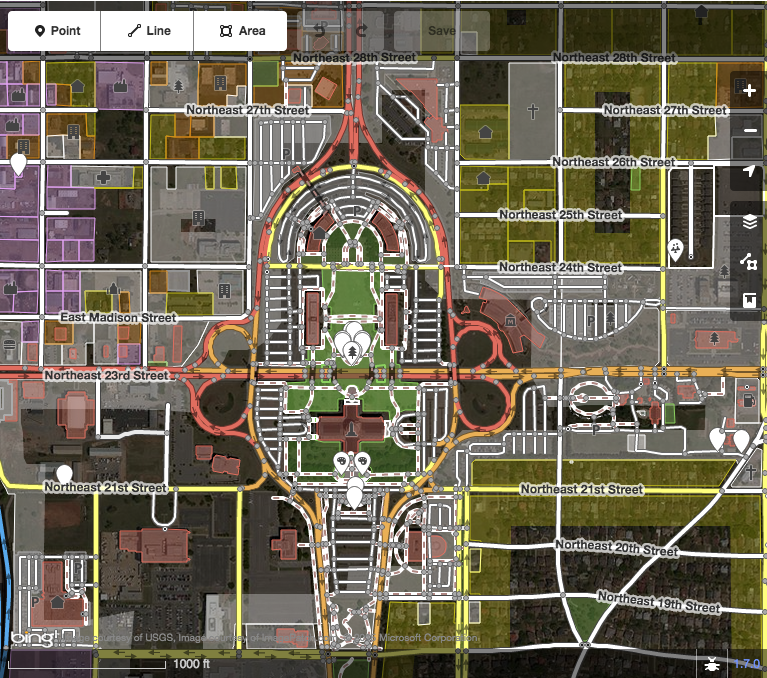 Point
Line
Area
Save
Northeast 28th Street
Northeast 28th Street
Northeast 27th Street
Northeast 27th Street
Northeast 26th Street
Northeast 25th Street
Northeast 24th Street
East Madison Street
Northeast 23rd Street
Northeast 21st Street
Northeast 21st Street
Northeast 20th Street
Northeast 19th Street
bing
courtesy of USGS, Image courtesy of
Microsoft Corporation
1000 ft
1.7.0
P
P
P
P
P
M